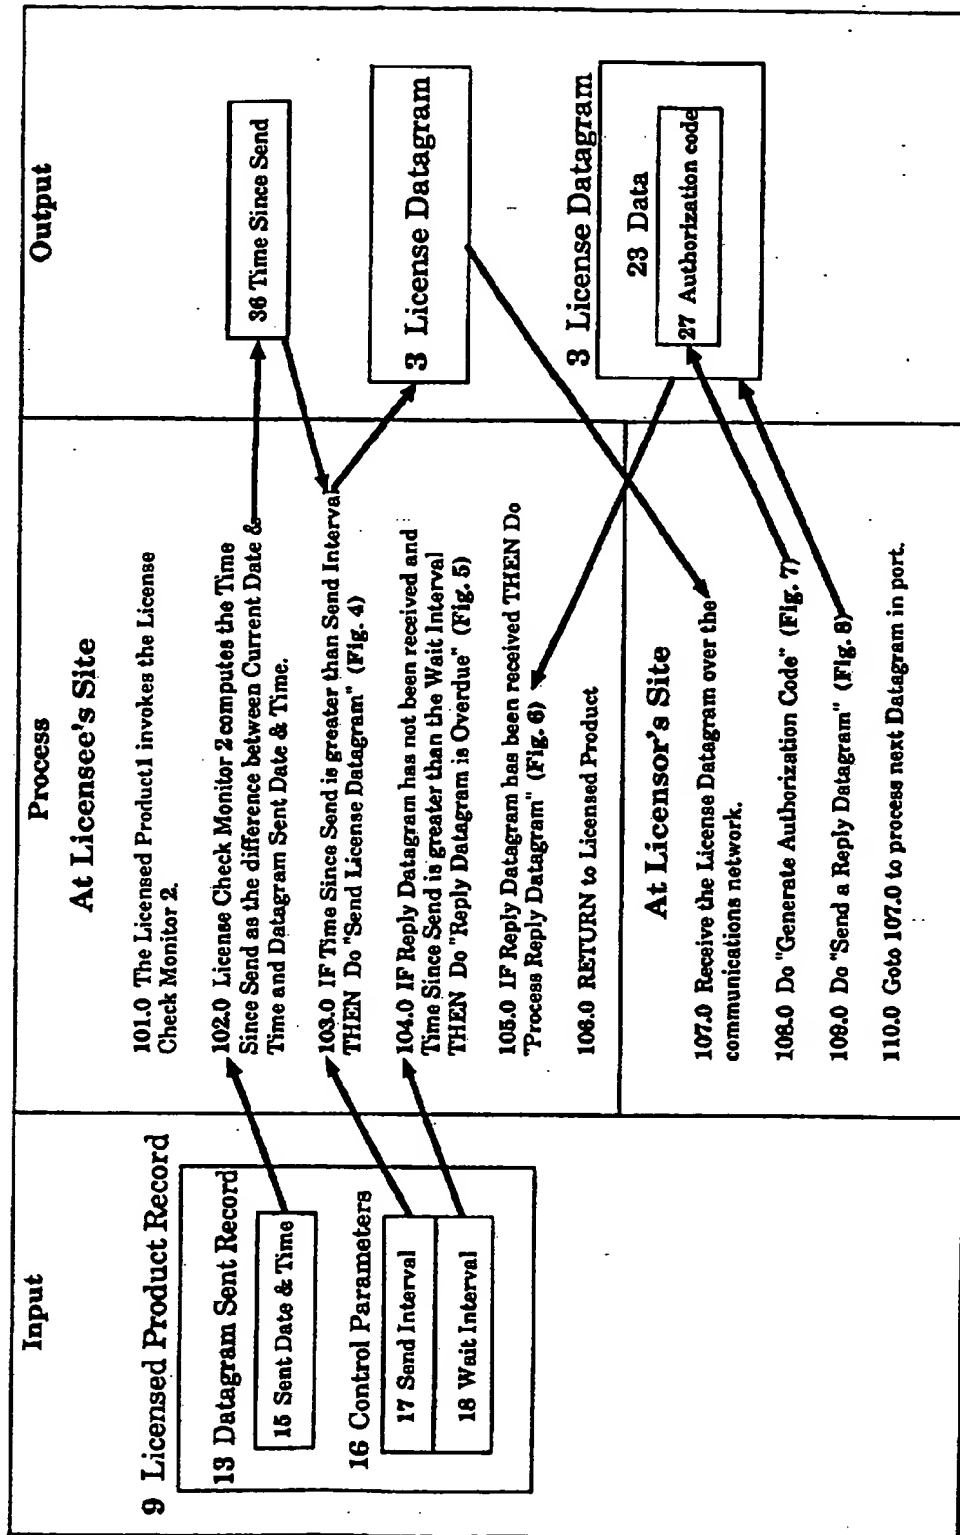 Input
9 Licensed Product Record
13 Datagram Sent Record
15 Sent Date & Time
16 Control Parameters
17 Send Interval
18 Wait Interval
Process
At Licensee's Site
101.0 The Licensed Product1 invokes the License
Check Monitor 2.
102.0 License Check Monitor 2 computes the Time
Since Send as the difference between Current Date &
Time and Datagram Sent Date & Time.
103.0 IF Time Since Send is greater than Send Interval
THEN Do "Send License Datagram" (Fig. 4)
104.0 IF Reply Datagram has not been received and
Time Since Send is greater than the Wait Interval
THEN Do "Reply Datagram is Overdue" (Fig. 5)
105.0 IF Reply Datagram has been received THEN Do
"Process Reply Datagram" (Fig. 6)
106.0 RETURN to Licensed Product
At Licensor's Site
107.0 Receive the License Datagram over the
communications network.
108.0 Do "Generate Authorization Code" (Fig. 7)
109.0 Do "Send a Reply Datagram" (Fig. 8)
110.0 Goto 107.0 to process next Datagram in port.
Output
36 Time Since Send
3 License Datagram
3 License Datagram
23 Data
27 Authorization code